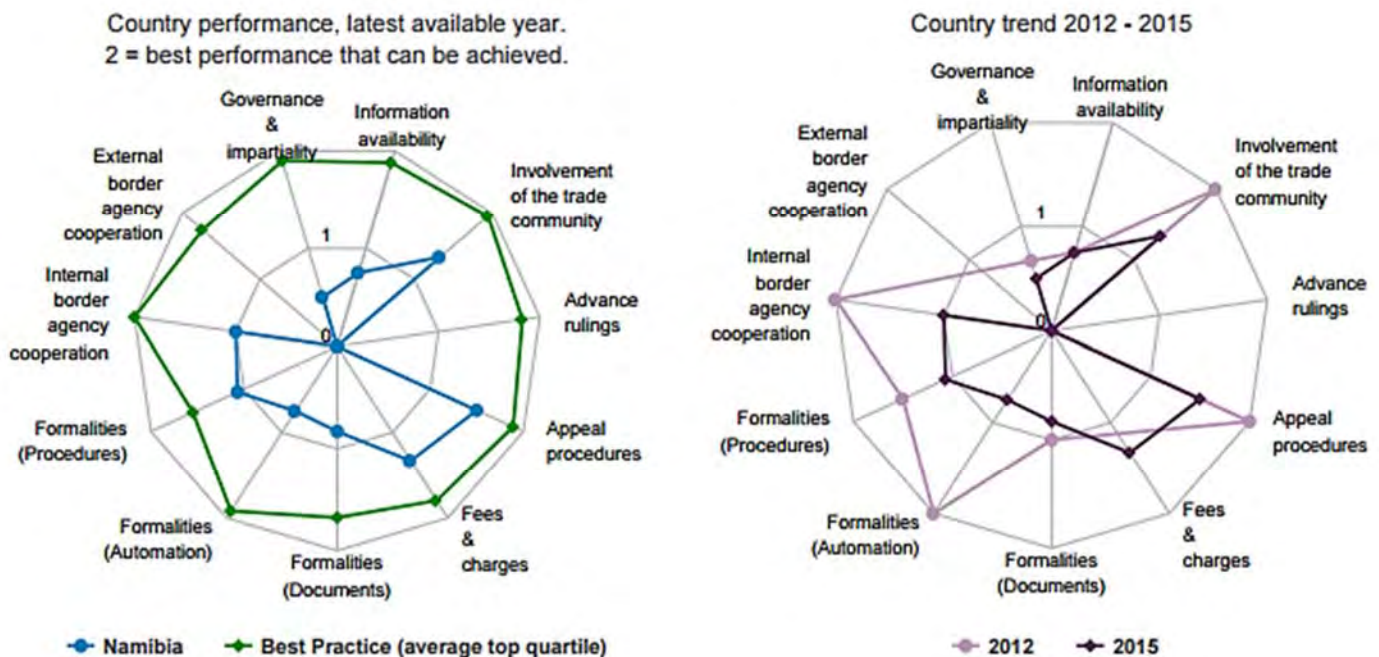 Country performance, latest available year.
2 = best performance that can be achieved.
Governance
&
impartiality
Information
availability
Involvement
of the trade
community
Advance
rulings
Appeal
procedures
Fees
&
charges
Formalities
(Documents)
Formalities
(Automation)
Formalities
(Procedures)
Internal
border
agency
cooperation
External
border
agency
cooperation
1
0
Namibia
Best Practice (average top quartile)
Country trend 2012 - 2015
Governance
&
impartiality
Information
availability
Involvement
of the trade
community
Advance
rulings
Appeal
procedures
Fees
&
charges
Formalities
(Documents)
Formalities
(Automation)
Formalities
(Procedures)
Internal
border
agency
cooperation
External
border
agency
cooperation
1
0
2012
2015